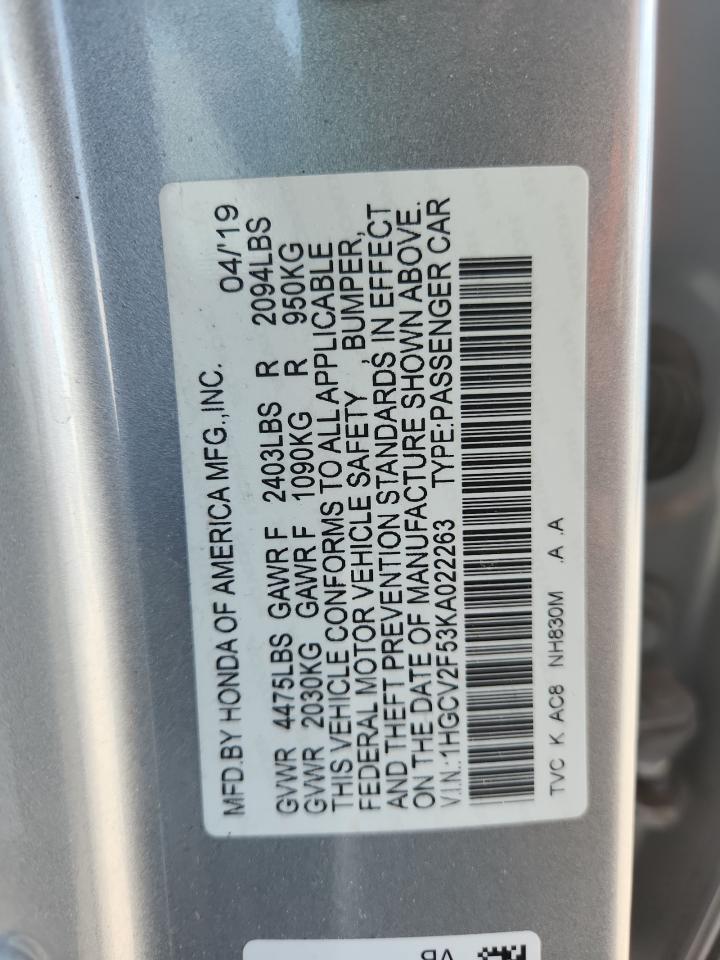 MFD.BY HONDA OF AMERICA MFG.,INC. 04/'19
GVWR 4475LBS GAWR F 2403LBS R 2094LBS
GVWR 2030KG GAWR F 1090KG R 950KG
THIS VEHICLE CONFORMS TO ALL APPLICABLE
FEDERAL MOTOR VEHICLE SAFETY , BUMPER,
AND THEFT PREVENTION STANDARDS IN EFFECT
ON THE DATE OF MANUFACTURE SHOWN ABOVE.
V.I.N.:1HGCV2F53KA022263 TYPE:PASSENGER CAR
TVC K AC8 NH830M .A .A